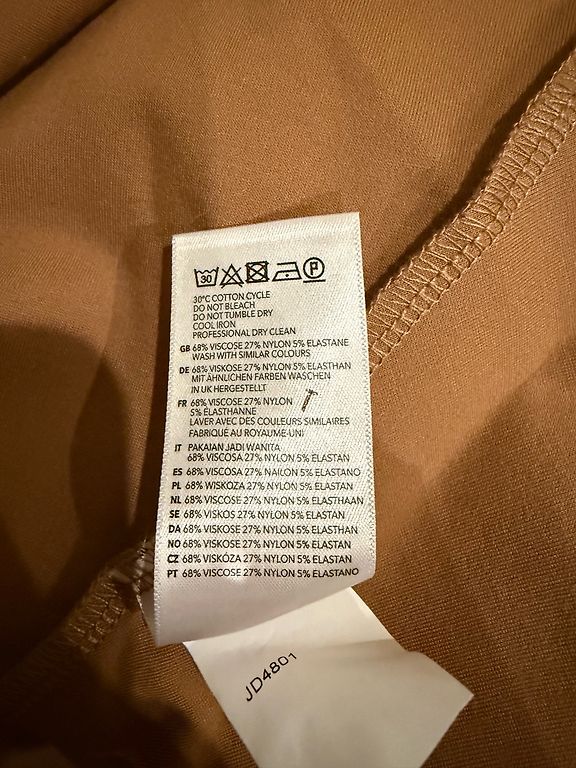 30
P
30°C COTTON CYCLE
DO NOT BLEACH
DO NOT TUMBLE DRY
COOL IRON
PROFESSIONAL DRY CLEAN
GB 68% VISCOSE 27% NYLON 5% ELASTANE
WASH WITH SIMILAR COLOURS
DE 68% VISKOSE 27% NYLON 5% ELASTHAN
MIT ÄHNLICHEN FARBEN WASCHEN
IN UK HERGESTELLT
FR 68% VISCOSE 27% NYLON
5% ÉLASTHANNE
LAVER AVEC DES COULEURS SIMILAIRES
FABRIQUÉ AU ROYAUME-UNI
IT PAKAIAN JADI WANITA
68% VISCOSE 27% NYLON 5% ELASTAN
ES 68% VISCOSA 27% NAILON 5% ELASTANO
PL 68% WISKOZA 27% NYLON 5% ELASTAN
NL 68% VISCOSE 27% NYLON 5% ELASTHAAN
SE 68% VISKOS 27% NYLON 5% ELASTAN
DA 68% VISKOSE 27% NYLON 5% ELASTHAN
NO 68% VISKOSE 27% NYLON 5% ELASTAN
CZ 68% VISKÓZA 27% NYLON 5% ELASTAN
PT 68% VISCOSE 27% NYLON 5% ELASTANO
JD4801